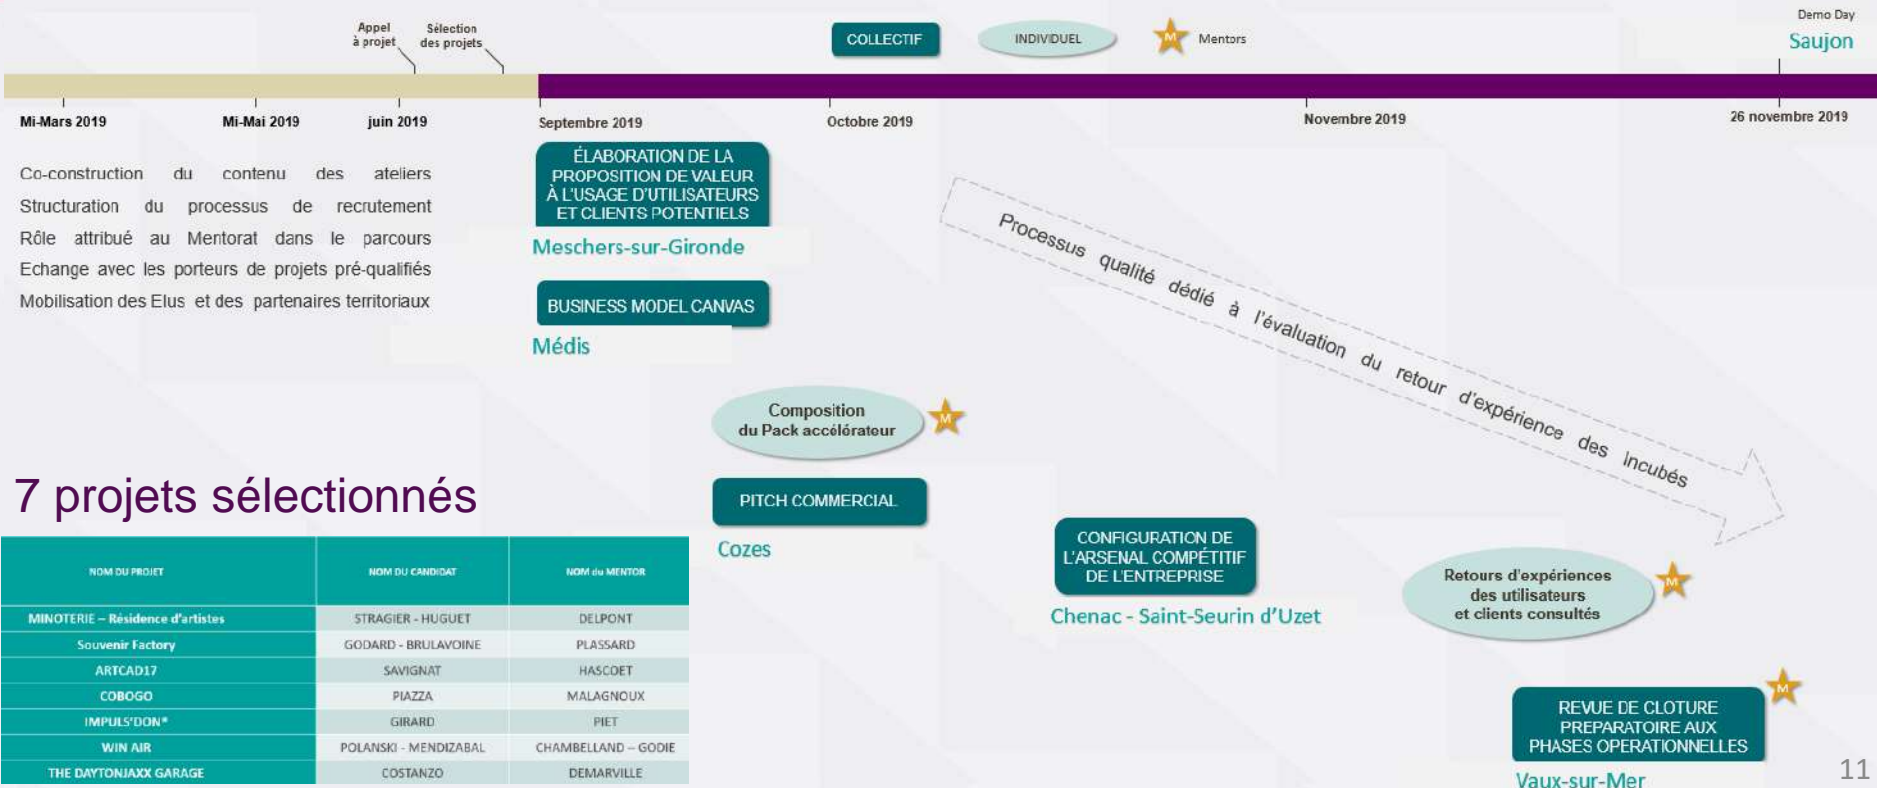 Appel
à projet
Sélection
des projets
COLLECTIF
INDIVIDUEL
M
Mentors
Demo Day
Saujon
Mi-Mars 2019
Mi-Mai 2019
juin 2019
Septembre 2019
Octobre 2019
Novembre 2019
26 novembre 2019
Co-construction du contenu des ateliers
Structuration du processus de recrutement
Rôle attribué au Mentorat dans le parcours
Echange avec les porteurs de projets pré-qualifiés
Mobilisation des Elus et des partenaires territoriaux
ÉLABORATION DE LA
PROPOSITION DE VALEUR
À L'USAGE D'UTILISATEURS
ET CLIENTS POTENTIELS
Meschers-sur-Gironde
BUSINESS MODEL CANVAS
Médis
Processus qualité dédié à l'évaluation du retour d'expérience des Incubés
Composition
du Pack accélérateur
M
PITCH COMMERCIAL
Cozes
CONFIGURATION DE
L'ARSENAL COMPÉTITIF
DE L'ENTREPRISE
Chenac - Saint-Seurin d'Uzet
Retours d'expériences
des utilisateurs
et clients consultés
M
REVUE DE CLOTURE
PREPARATOIRE AUX
PHASES OPERATIONNELLES
M
Vaux-sur-Mer
7 projets sélectionnés
NOM DU PROJET NOM DU CANDIDAT NOM du MENTOR
MINOTERIE – Résidence d'artistes STRAGIER - HUGUET DELPONT
Souvenir Factory GODARD - BRULAVOINE PLASSARD
ARTCAD17 SAVIGNAT HASCOET
COBOGO PIAZZA MALAGNOUX
IMPULS'DON* GIRARD PIET
WIN AIR POLANSKI - MENDIZABAL CHAMBELLAND – GODIE
THE DAYTONJAXX GARAGE COSTANZO DEMARVILLE
11